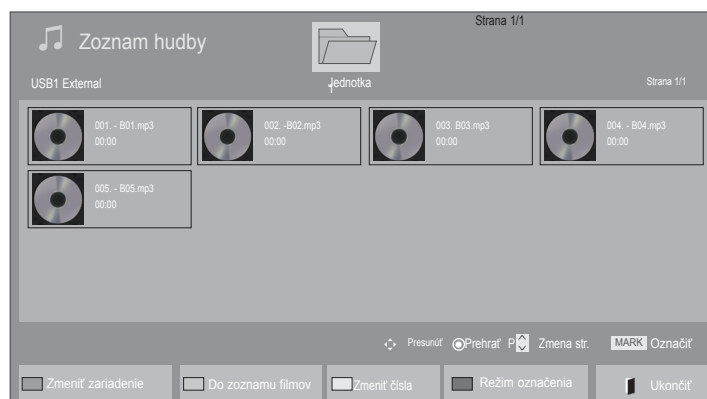 Strana 1/1
Zoznam hudby
USB1 External
Jednotka
Strana 1/1
001. - B01.mp3
00:00
002. -B02.mp3
00:00
003. B03.mp3
00:00
004. - B04.mp3
00:00
005. - B05.mp3
00:00
Presunúť Prehrať P Zmena str. MARK Označiť
Zmeniť zariadenie Do zoznamu filmov Zmeniť čísla Režim označenia Ukončiť